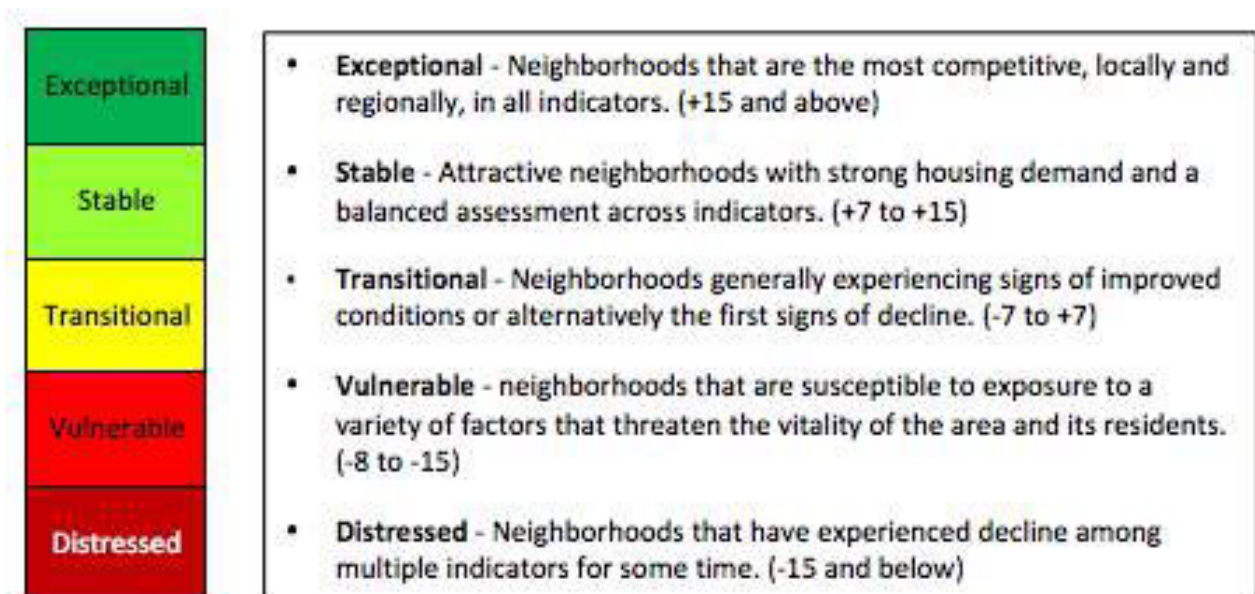 Exceptional
Stable
Transitional
Vulnerable
Distressed
• Exceptional - Neighborhoods that are the most competitive, locally and
regionally, in all indicators. (+15 and above)
• Stable - Attractive neighborhoods with strong housing demand and a
balanced assessment across indicators. (+7 to +15)
• Transitional - Neighborhoods generally experiencing signs of improved
conditions or alternatively the first signs of decline. (-7 to +7)
• Vulnerable - neighborhoods that are susceptible to exposure to a
variety of factors that threaten the vitality of the area and its residents.
(-8 to -15)
• Distressed - Neighborhoods that have experienced decline among
multiple indicators for some time. (-15 and below)